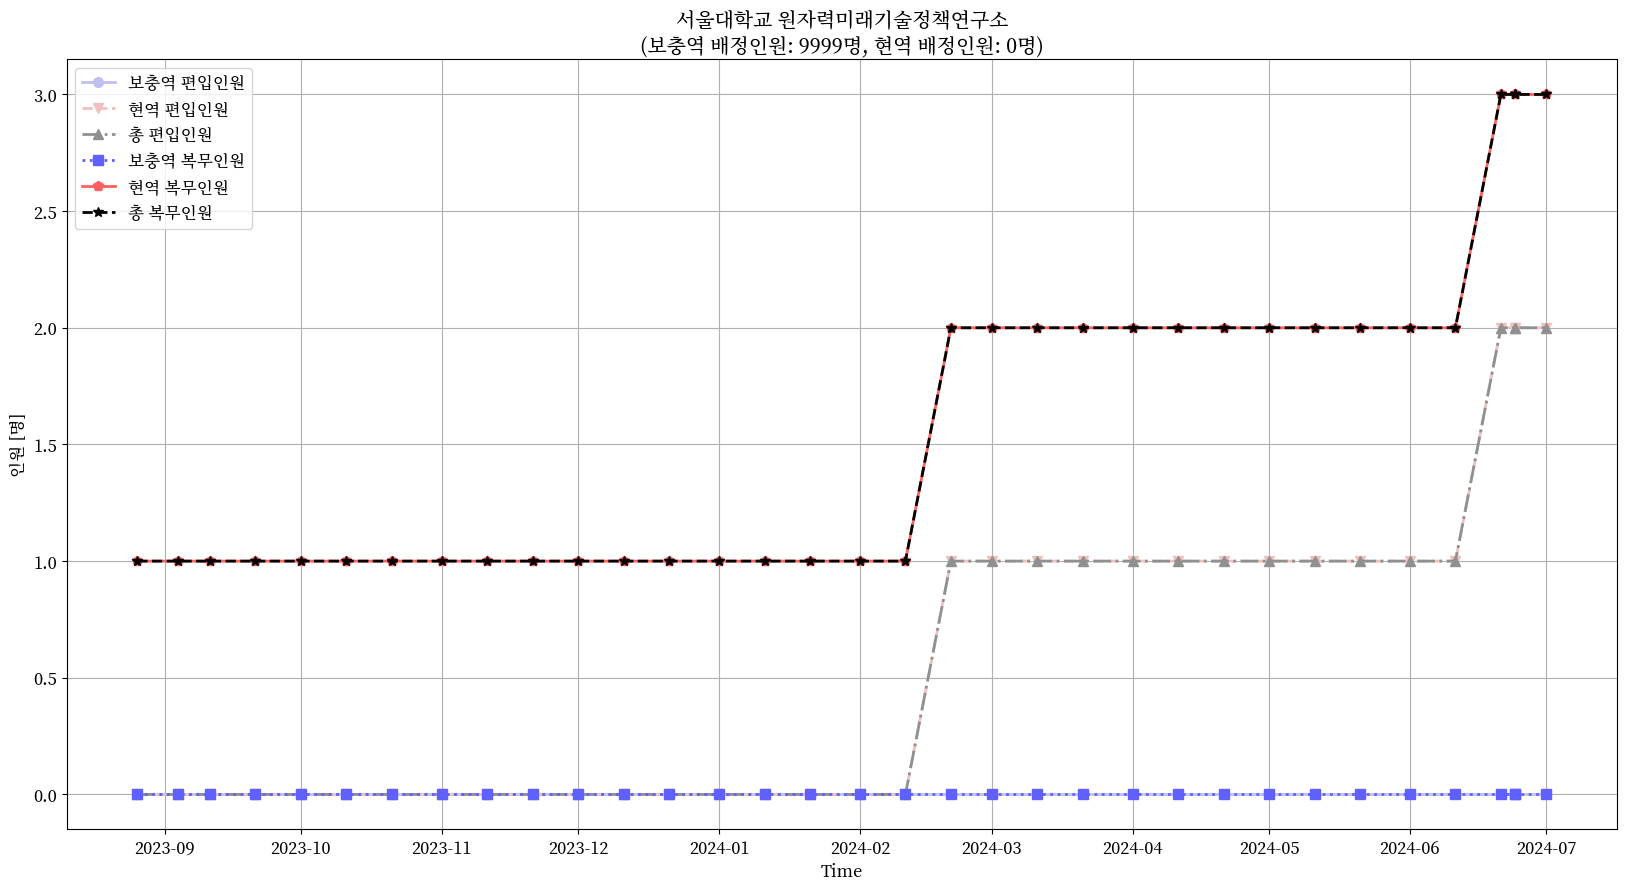 서울대학교 원자력미래기술정책연구소
(보충역 배정인원: 9999명, 현역 배정인원: 0명)
보충역 편입인원
현역 편입인원
총 편입인원
보충역 복무인원
현역 복무인원
총 복무인원
3.0
2.5
2.0
1.5
1.0
0.5
0.0
인원 [명]
2023-09
2023-10
2023-11
2023-12
2024-01
2024-02
2024-03
2024-04
2024-05
2024-06
2024-07
Time